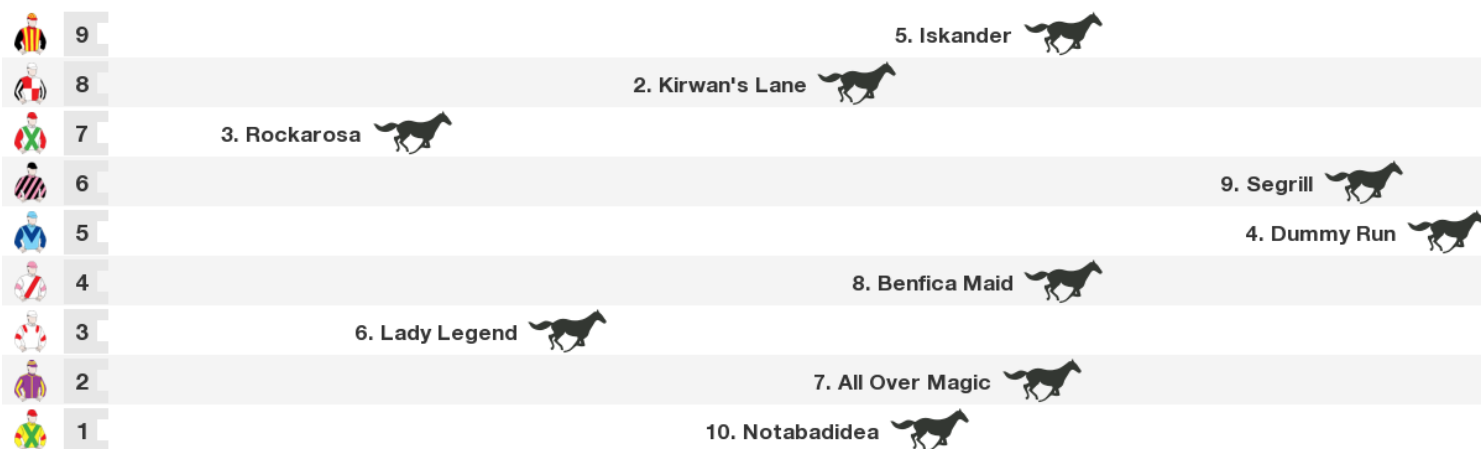 9 5. Iskander
8 2. Kirwan's Lane
7 3. Rockarosa
6 9. Segrill
5 4. Dummy Run
4 8. Benfica Maid
3 6. Lady Legend
2 7. All Over Magic
1 10. Notabadidea